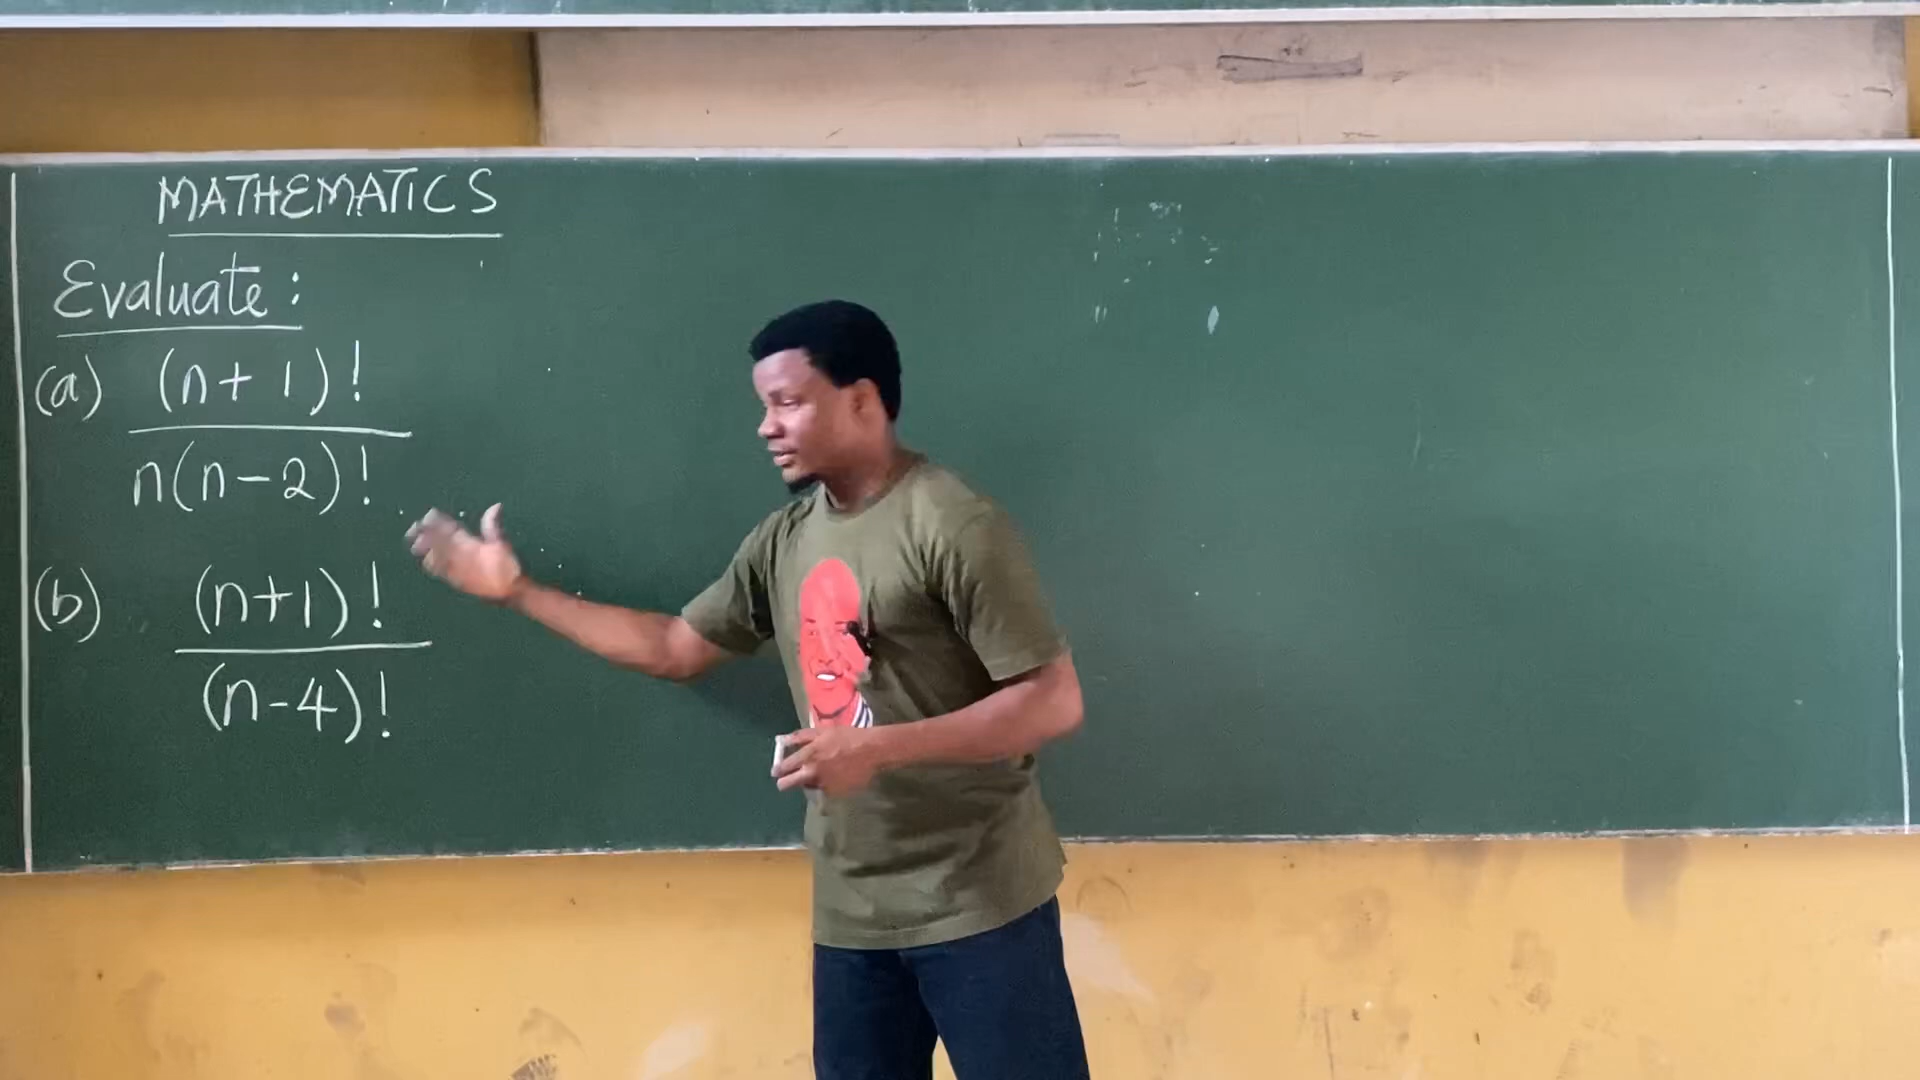 MATHEMATICS
Evaluate:
(a) (n+1)!
n(n-2)!
(b) (n+1)!
(n-4)!